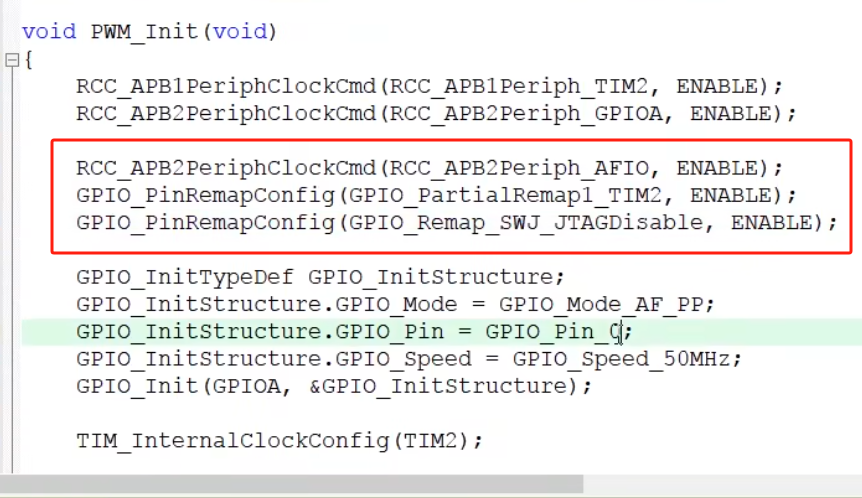 void PWM_Init(void)
{
RCC_APB1PeriphClockCmd(RCC_APB1Periph_TIM2, ENABLE);
RCC_APB2PeriphClockCmd(RCC_APB2Periph_GPIOA, ENABLE);
RCC_APB2PeriphClockCmd(RCC_APB2Periph_AFIO, ENABLE);
GPIO_PinRemapConfig(GPIO_PartialRemap1_TIM2, ENABLE);
GPIO_PinRemapConfig(GPIO_Remap_SWJ_JTAGDisable, ENABLE);
GPIO_InitTypeDef GPIO_InitStructure;
GPIO_InitStructure.GPIO_Mode = GPIO_Mode_AF_PP;
GPIO_InitStructure.GPIO_Pin = GPIO_Pin_0;
GPIO_InitStructure.GPIO_Speed = GPIO_Speed_50MHz;
GPIO_Init(GPIOA, &GPIO_InitStructure);
TIM_InternalClockConfig(TIM2);